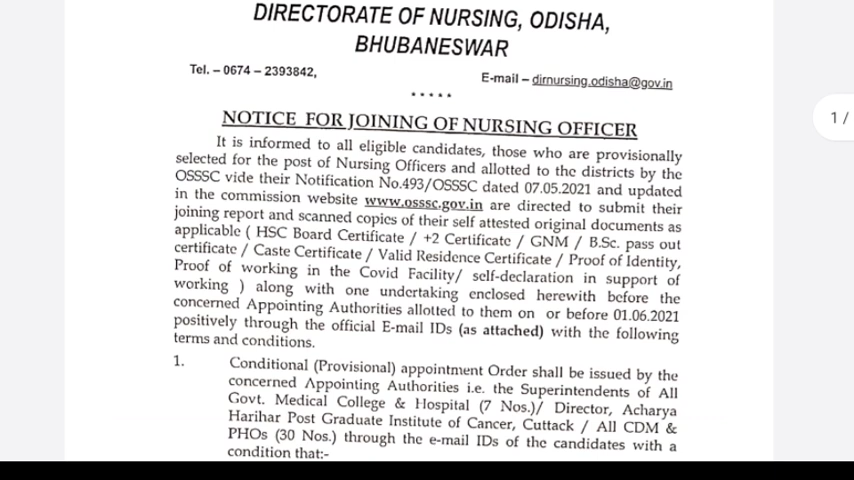 DIRECTORATE OF NURSING, ODISHA,
BHUBANESWAR
Tel. – 0674 – 2393842,
E-mail – dirnursing.odisha@gov.in
*****
NOTICE FOR JOINING OF NURSING OFFICER
It is informed to all eligible candidates, those who are provisionally
selected for the post of Nursing Officers and allotted to the districts by the
OSSSC vide their Notification No.493/OSSSC dated 07.05.2021 and updated
in the commission website www.osssc.gov.in are directed to submit their
joining report and scanned copies of their self attested original documents as
applicable ( HSC Board Certificate / +2 Certificate / GNM / B.Sc. pass out
certificate / Caste Certificate / Valid Residence Certificate / Proof of Identity,
Proof of working in the Covid Facility/ self-declaration in support of
working ) along with one undertaking enclosed herewith before the
concerned Appointing Authorities allotted to them on or before 01.06.2021
positively through the official E-mail IDs (as attached) with the following
terms and conditions.
1. Conditional (Provisional) appointment Order shall be issued by the
concerned Appointing Authorities i.e. the Superintendents of All
Govt. Medical College & Hospital (7 Nos.)/ Director, Acharya
Harihar Post Graduate Institute of Cancer, Cuttack / All CDM &
PHOs (30 Nos.) through the e-mail IDs of the candidates with a
condition that:-
1 /